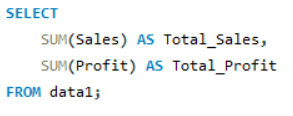 SELECT
    SUM(Sales) AS Total_Sales,
    SUM(Profit) AS Total_Profit
FROM data1;